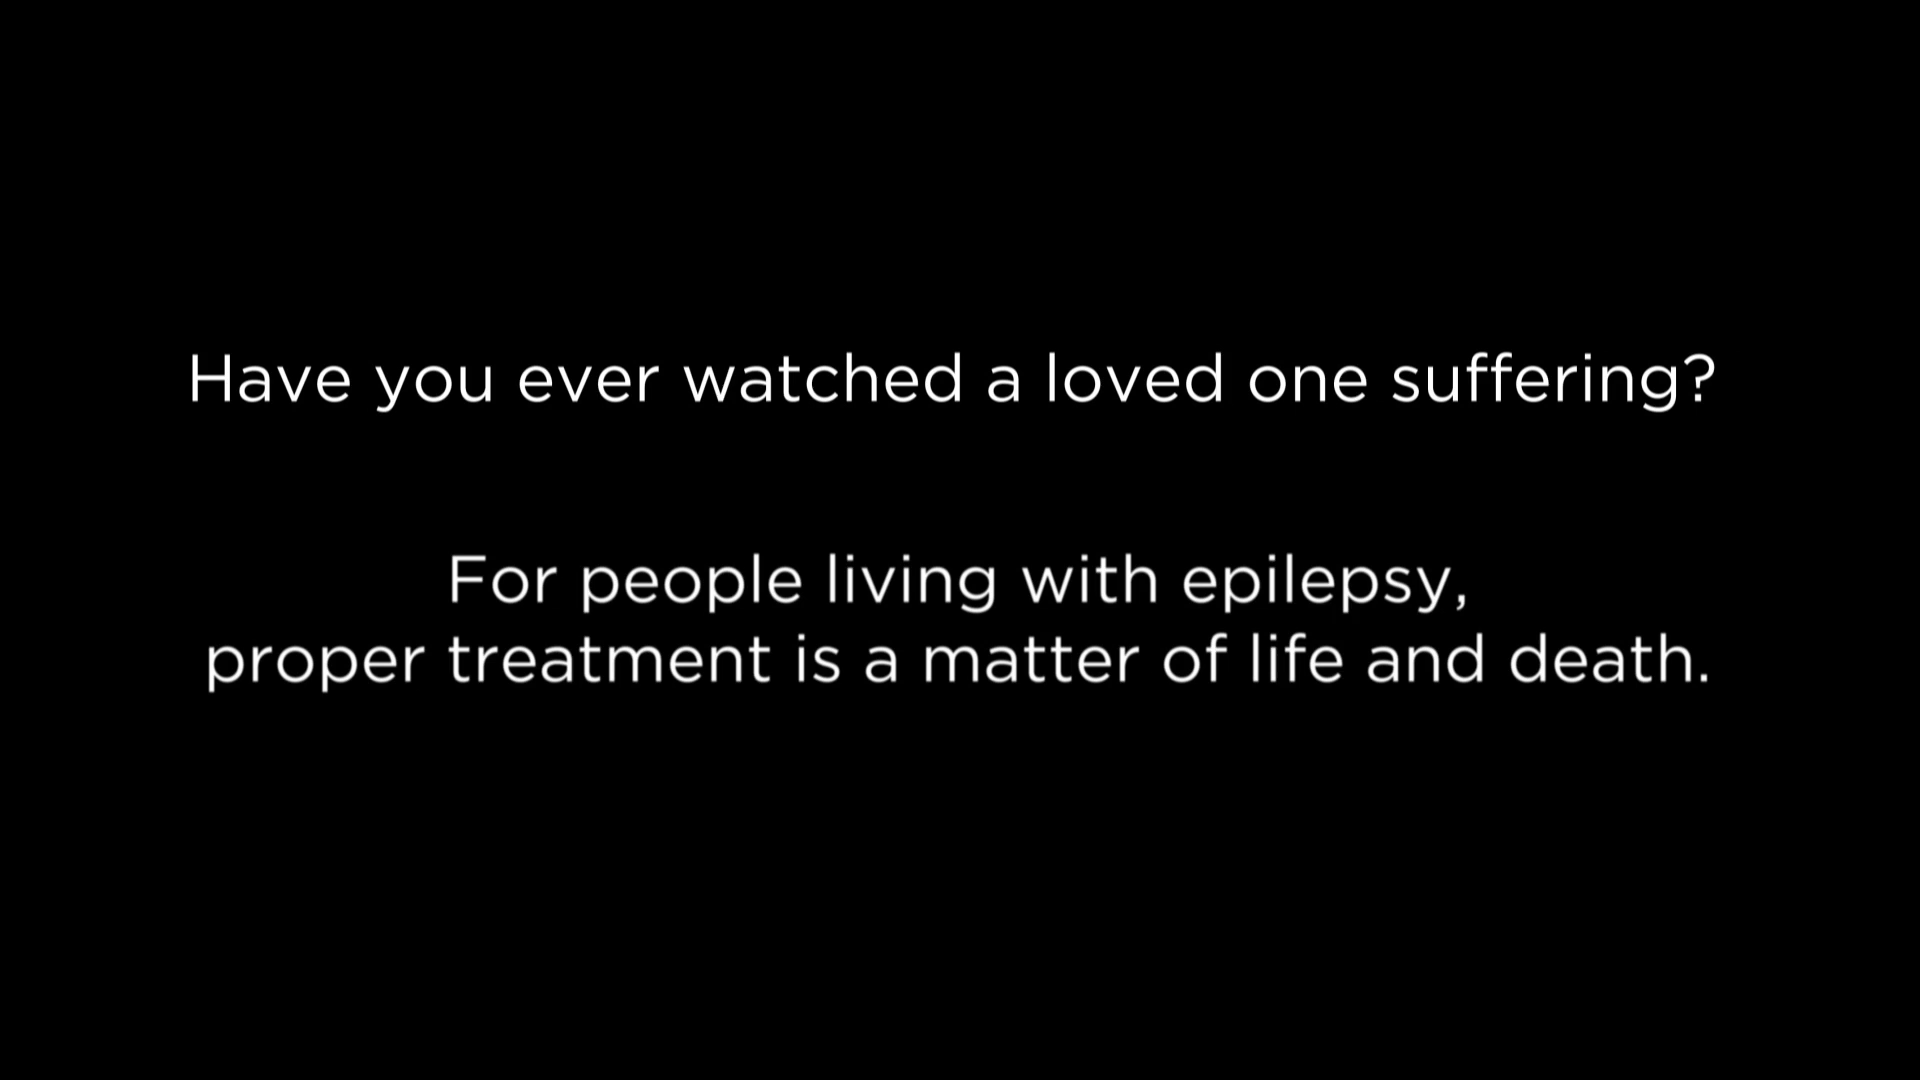 Have you ever watched a loved one suffering?
For people living with epilepsy,
proper treatment is a matter of life and death.